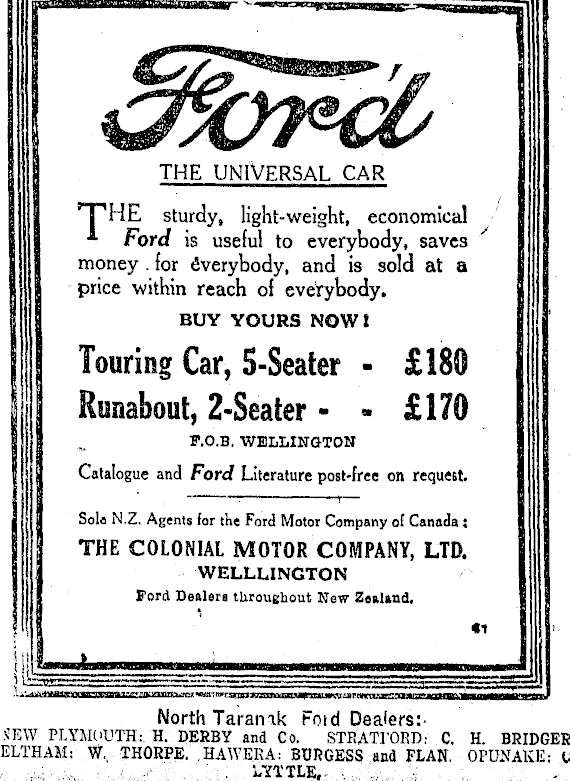 Ford
THE UNIVERSAL CAR
THE sturdy, light-weight, economical
Ford is useful to everybody, saves
money for everybody, and is sold at a
price within reach of everybody.
BUY YOURS NOW!
Touring Car, 5-Seater - £180
Runabout, 2-Seater - - £170
F.O.B. WELLINGTON
Catalogue and Ford Literature post-free on request.
Sole N.Z. Agents for the Ford Motor Company of Canada:
THE COLONIAL MOTOR COMPANY, LTD.
WELLLINGTON
Ford Dealers throughout New Zealand.
North Taranak Ford Dealers:
NEW PLYMOUTH: H. DERBY and Co. STRATFORD: C. H. BRIDGER
ELTHAM: W. THORPE. HAWERA: BURGESS and FLAN. OPUNAKE:
LYTTLE.